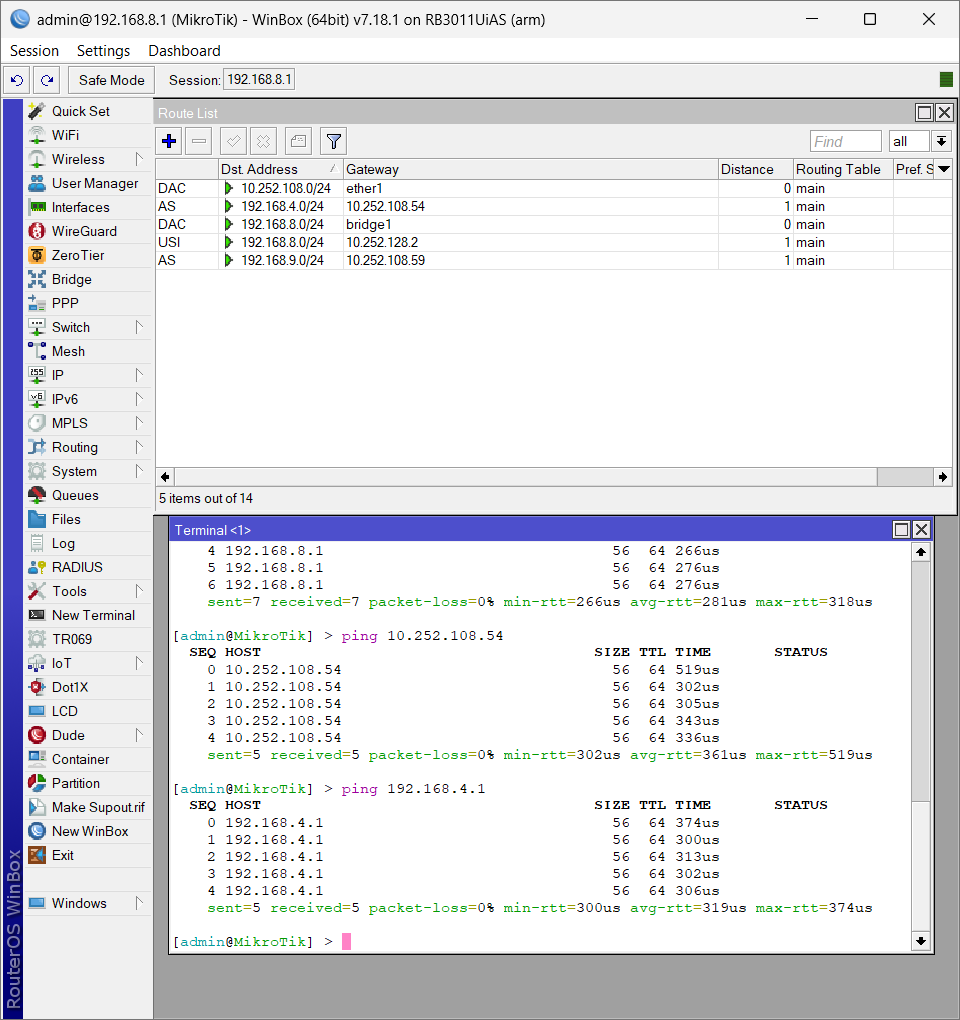 admin@192.168.8.1 (MikroTik) - WinBox (64bit) v7.18.1 on RB3011UiAS (arm)
Session Settings Dashboard
Safe Mode Session: 192.168.8.1
Quick Set
WiFi
Wireless
User Manager
Interfaces
WireGuard
ZeroTier
Bridge
PPP
Switch
Mesh
IP
IPv6
MPLS
Routing
System
Queues
Files
Log
RADIUS
Tools
New Terminal
TR069
IoT
Dot1X
LCD
Dude
Container
Partition
Make Supout.rif
New WinBox
Exit
Windows
RouterOS WinBox
Route List
Find all
Dst. Address Gateway Distance Routing Table Pref. S
DAC 10.252.108.0/24 ether1 0 main
AS 192.168.4.0/24 10.252.108.54 1 main
DAC 192.168.8.0/24 bridge1 0 main
USI 192.168.8.0/24 10.252.128.2 1 main
AS 192.168.9.0/24 10.252.108.59 1 main
5 items out of 14
Terminal <1>
4 192.168.8.1 56 64 266us
5 192.168.8.1 56 64 276us
6 192.168.8.1 56 64 276us
sent=7 received=7 packet-loss=0% min-rtt=266us avg-rtt=281us max-rtt=318us
[admin@MikroTik] > ping 10.252.108.54
SEQ HOST SIZE TTL TIME STATUS
0 10.252.108.54 56 64 519us
1 10.252.108.54 56 64 302us
2 10.252.108.54 56 64 305us
3 10.252.108.54 56 64 343us
4 10.252.108.54 56 64 336us
sent=5 received=5 packet-loss=0% min-rtt=302us avg-rtt=361us max-rtt=519us
[admin@MikroTik] > ping 192.168.4.1
SEQ HOST SIZE TTL TIME STATUS
0 192.168.4.1 56 64 374us
1 192.168.4.1 56 64 300us
2 192.168.4.1 56 64 313us
3 192.168.4.1 56 64 302us
4 192.168.4.1 56 64 306us
sent=5 received=5 packet-loss=0% min-rtt=300us avg-rtt=319us max-rtt=374us
[admin@MikroTik] >